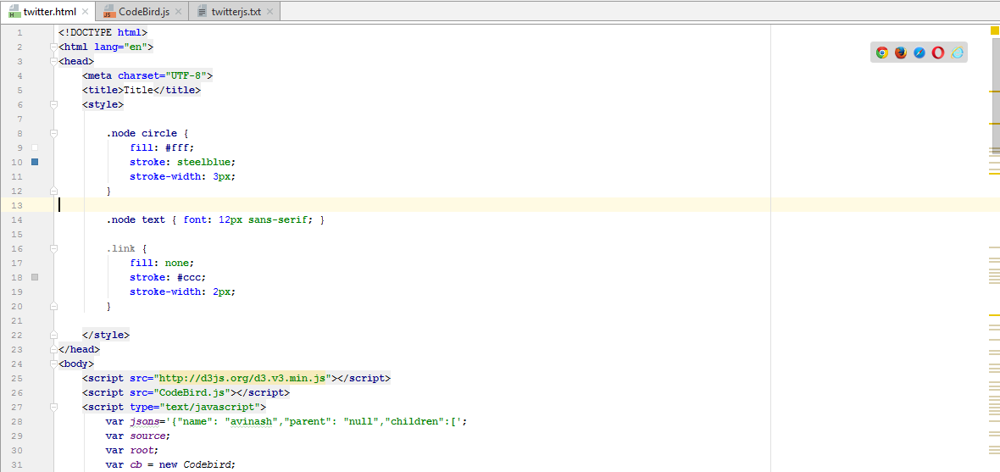 twitter.html CodeBird.js twitterjs.txt
1 <!DOCTYPE html>
2 <html lang="en">
3 <head>
4 <meta charset="UTF-8">
5 <title>Title</title>
6 <style>
7
8 .node circle {
9 fill: #fff;
10 stroke: steelblue;
11 stroke-width: 3px;
12 }
13
14 .node text { font: 12px sans-serif; }
15
16 .link {
17 fill: none;
18 stroke: #ccc;
19 stroke-width: 2px;
20 }
21
22 </style>
23 </head>
24 <body>
25 <script src="http://d3js.org/d3.v3.min.js"></script>
26 <script src="CodeBird.js"></script>
27 <script type="text/javascript">
28 var jsons='{"name": "avinash","parent": "null","children":[';
29 var source;
30 var root;
31 var cb = new Codebird;